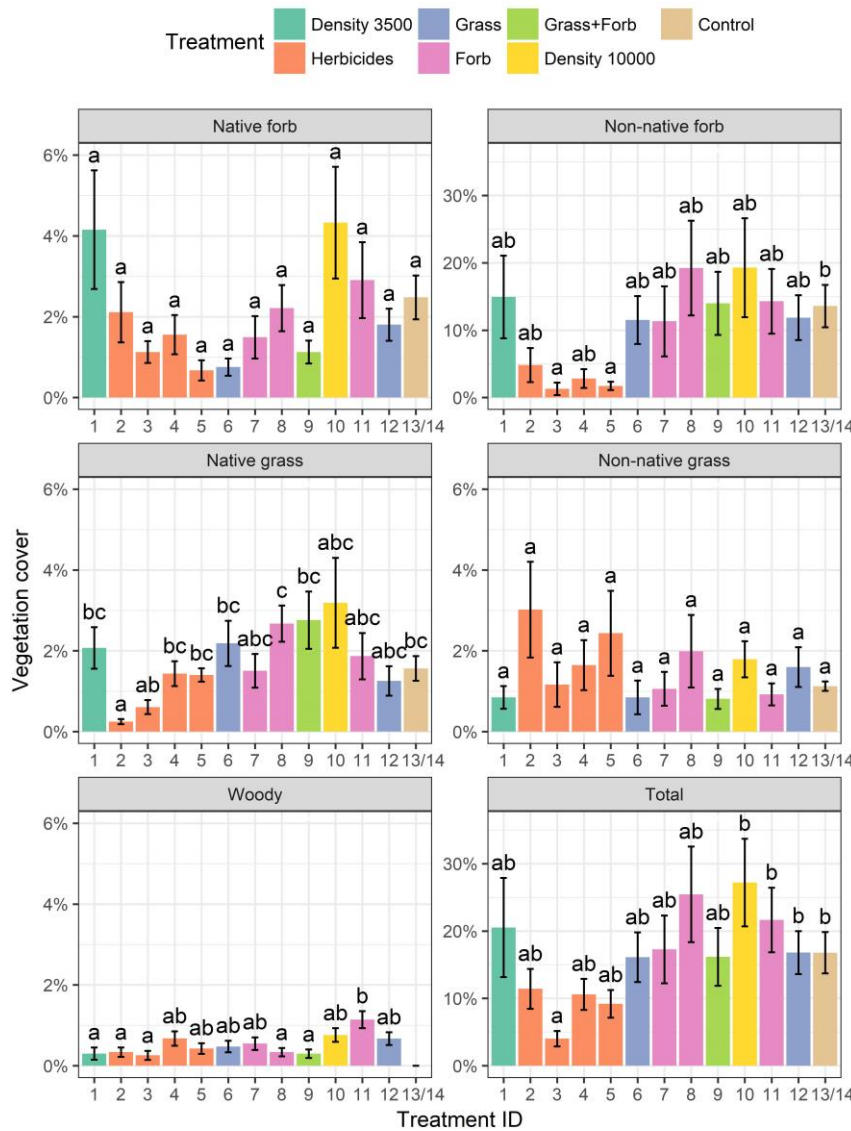 Treatment
Density 3500 Grass Grass+Forb Control
Herbicides Forb Density 10000
Native forb Non-native forb
6% a a a a a a a a a a a a a
4%
2%
0%
1 2 3 4 5 6 7 8 9 10 11 12 13/14
30% ab ab a a a ab ab ab ab ab ab ab b
20%
10%
0%
1 2 3 4 5 6 7 8 9 10 11 12 13/14
Native grass Non-native grass
6% bc a ab bc bc bc abc c bc abc abc abc bc
4%
2%
0%
1 2 3 4 5 6 7 8 9 10 11 12 13/14
6% a a a a a a a a a a a a a
4%
2%
0%
1 2 3 4 5 6 7 8 9 10 11 12 13/14
Woody Total
6% a a a ab ab ab ab a a ab b ab
4%
2%
0%
1 2 3 4 5 6 7 8 9 10 11 12 13/14
30% ab ab a ab ab ab ab ab ab b b b b
20%
10%
0%
1 2 3 4 5 6 7 8 9 10 11 12 13/14
Vegetation cover
Treatment ID